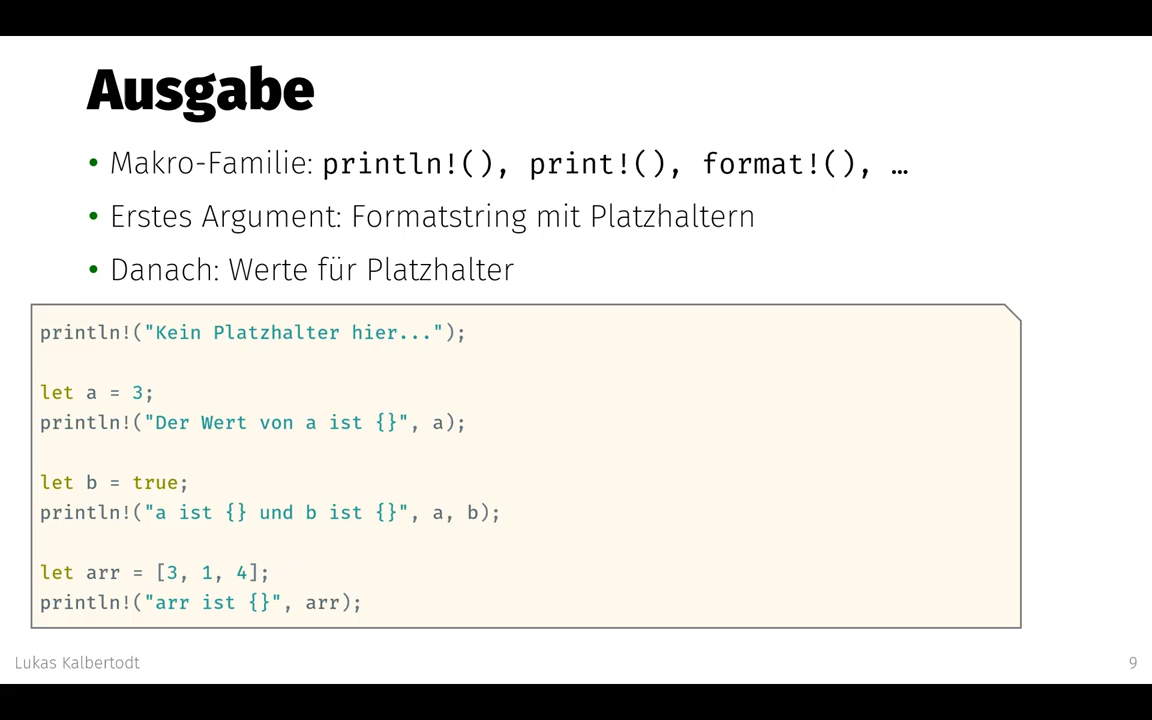 Ausgabe
• Makro-Familie: println!(), print!(), format!(), …
• Erstes Argument: Formatstring mit Platzhaltern
• Danach: Werte für Platzhalter
println!("Kein Platzhalter hier...");
let a = 3;
println!("Der Wert von a ist {}", a);
let b = true;
println!("a ist {} und b ist {}", a, b);
let arr = [3, 1, 4];
println!("arr ist {}", arr);
Lukas Kalbertodt
9